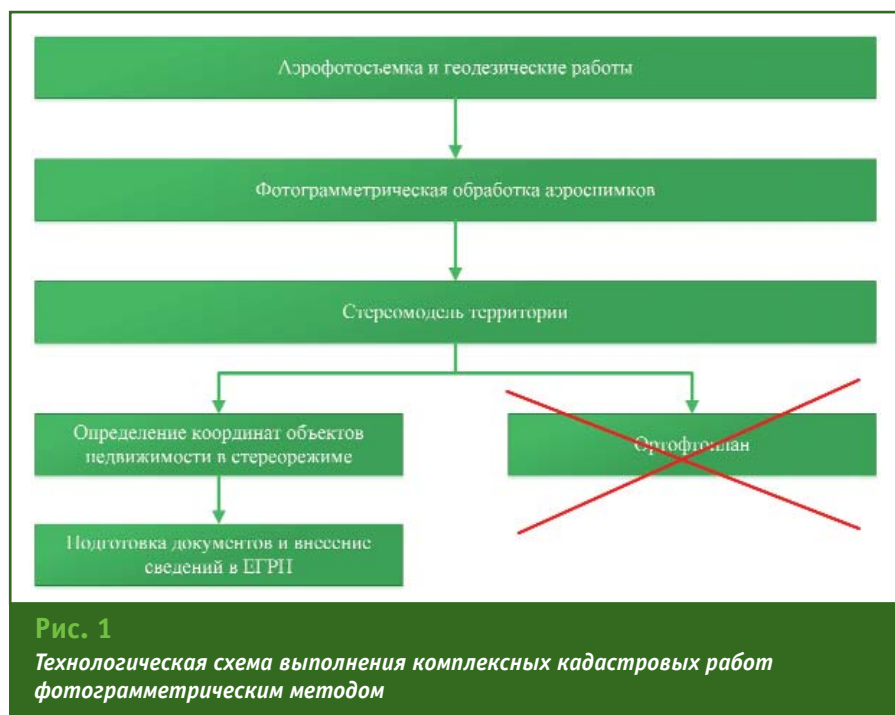 Аэрофотосъемка и геодезические работы
Фотограмметрическая обработка аэроснимков
Стереомодель территории
Определение координат объектов
недвижимости в стереорежиме
Ортофтоплан
Подготовка документов и внесение
сведений в ЕГРН
Рис. 1
Технологическая схема выполнения комплексных кадастровых работ
фотограмметрическим методом